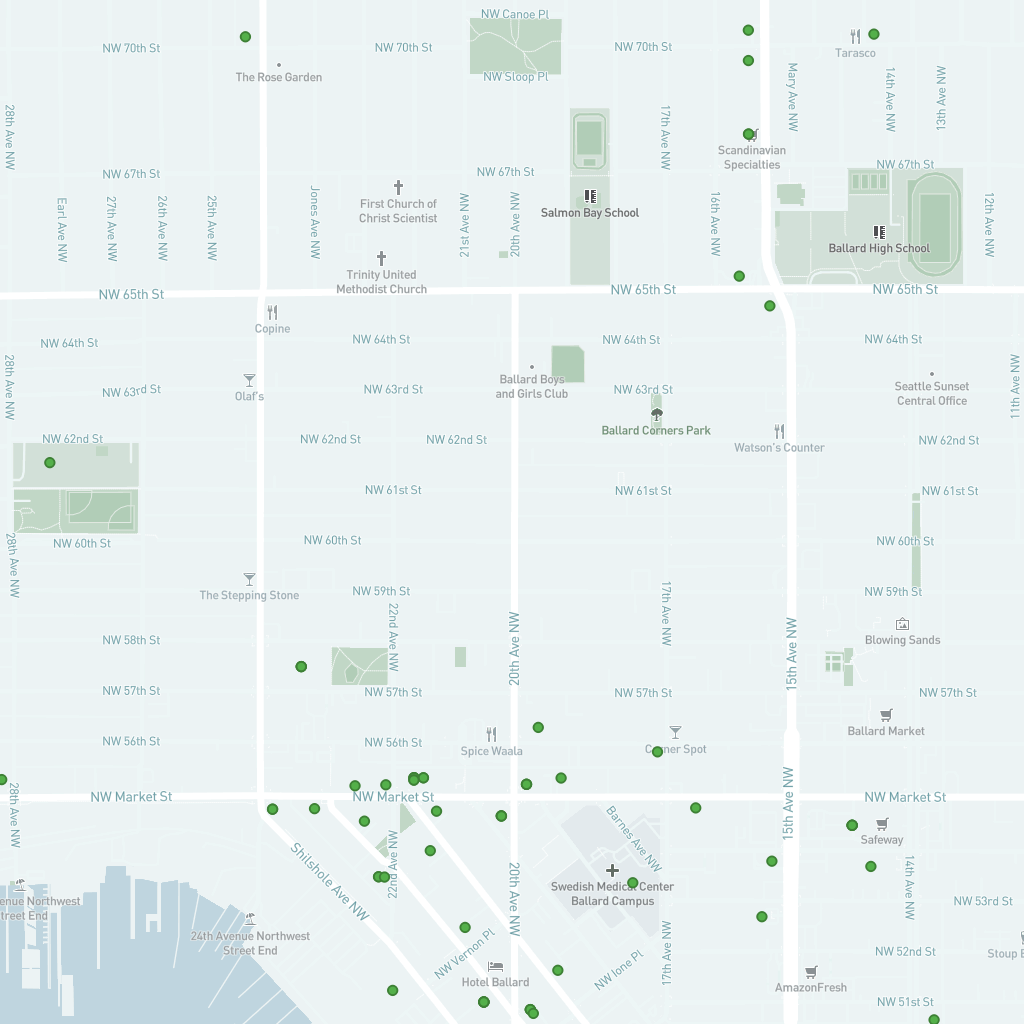 NW Canoe Pl
NW 70th St
NW 70th St
NW 70th St
Tarasco
The Rose Garden
NW Sloop Pl
28th Ave NW
17th Ave NW
Mary Ave NW
14th Ave NW
13th Ave NW
Scandinavian
Specialties
NW 67th St
NW 67th St
NW 67th St
Earl Ave NW
27th Ave NW
26th Ave NW
25th Ave NW
Jones Ave NW
First Church of
Christ Scientist
21st Ave NW
20th Ave NW
Salmon Bay School
16th Ave NW
Ballard High School
12th Ave NW
Trinity United
Methodist Church
NW 65th St
NW 65th St
NW 65th St
Copine
NW 64th St
NW 64th St
NW 64th St
NW 64th St
28th Ave NW
NW 63rd St
Olaf's
NW 63rd St
Ballard Boys
and Girls Club
NW 63rd St
Seattle Sunset
Central Office
11th Ave NW
Ballard Corners Park
NW 62nd St
NW 62nd St
NW 62nd St
Watson's Counter
NW 62nd St
NW 61st St
NW 61st St
NW 61st St
28th Ave NW
NW 60th St
NW 60th St
NW 60th St
The Stepping Stone
NW 59th St
NW 59th St
22nd Ave NW
17th Ave NW
20th Ave NW
15th Ave NW
Blowing Sands
NW 58th St
NW 57th St
NW 57th St
NW 57th St
NW 57th St
NW 56th St
NW 56th St
Spice Waala
Corner Spot
Ballard Market
28th Ave NW
NW Market St
NW Market St
NW Market St
15th Ave NW
Barnes Ave NW
Safeway
Shilshole Ave NW
22nd Ave NW
20th Ave NW
Swedish Medical Center
Ballard Campus
14th Ave NW
NW 53rd St
enue Northwest
treet End
24th Avenue Northwest
Street End
NW Vernon Pl
NW Ione Pl
17th Ave NW
NW 52nd St
Stoup B
Hotel Ballard
AmazonFresh
NW 51st St